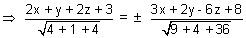 ⇒ (2x + y + 2z + 3)/√(4 + 1 + 4) = ± (3x + 2y - 6z + 8)/√(9 + 4 + 36)